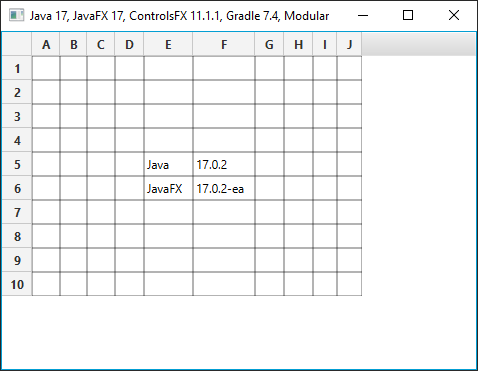 Java 17, JavaFX 17, ControlsFX 11.1.1, Gradle 7.4, Modular
A B C D E F G H I J
1
2
3
4
5 Java 17.0.2
6 JavaFX 17.0.2-ea
7
8
9
10